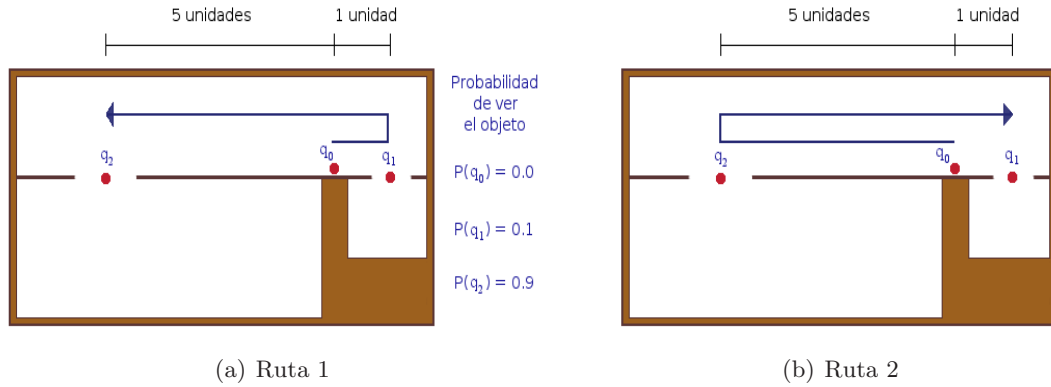 5 unidades 1 unidad
Probabilidad
de ver
el objeto
q2 q0 q1
P(q0) = 0.0
P(q1) = 0.1
P(q2) = 0.9
(a) Ruta 1
5 unidades 1 unidad
q2 q0 q1
(b) Ruta 2